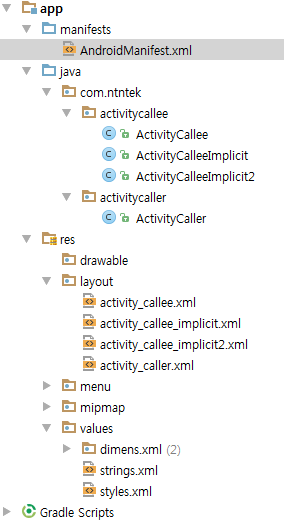 app
manifests
AndroidManifest.xml
java
com.ntntek
activitycallee
ActivityCallee
ActivityCalleeImplicit
ActivityCalleeImplicit2
activitycaller
ActivityCaller
res
drawable
layout
activity_callee.xml
activity_callee_implicit.xml
activity_callee_implicit2.xml
activity_caller.xml
menu
mipmap
values
dimens.xml (2)
strings.xml
styles.xml
Gradle Scripts